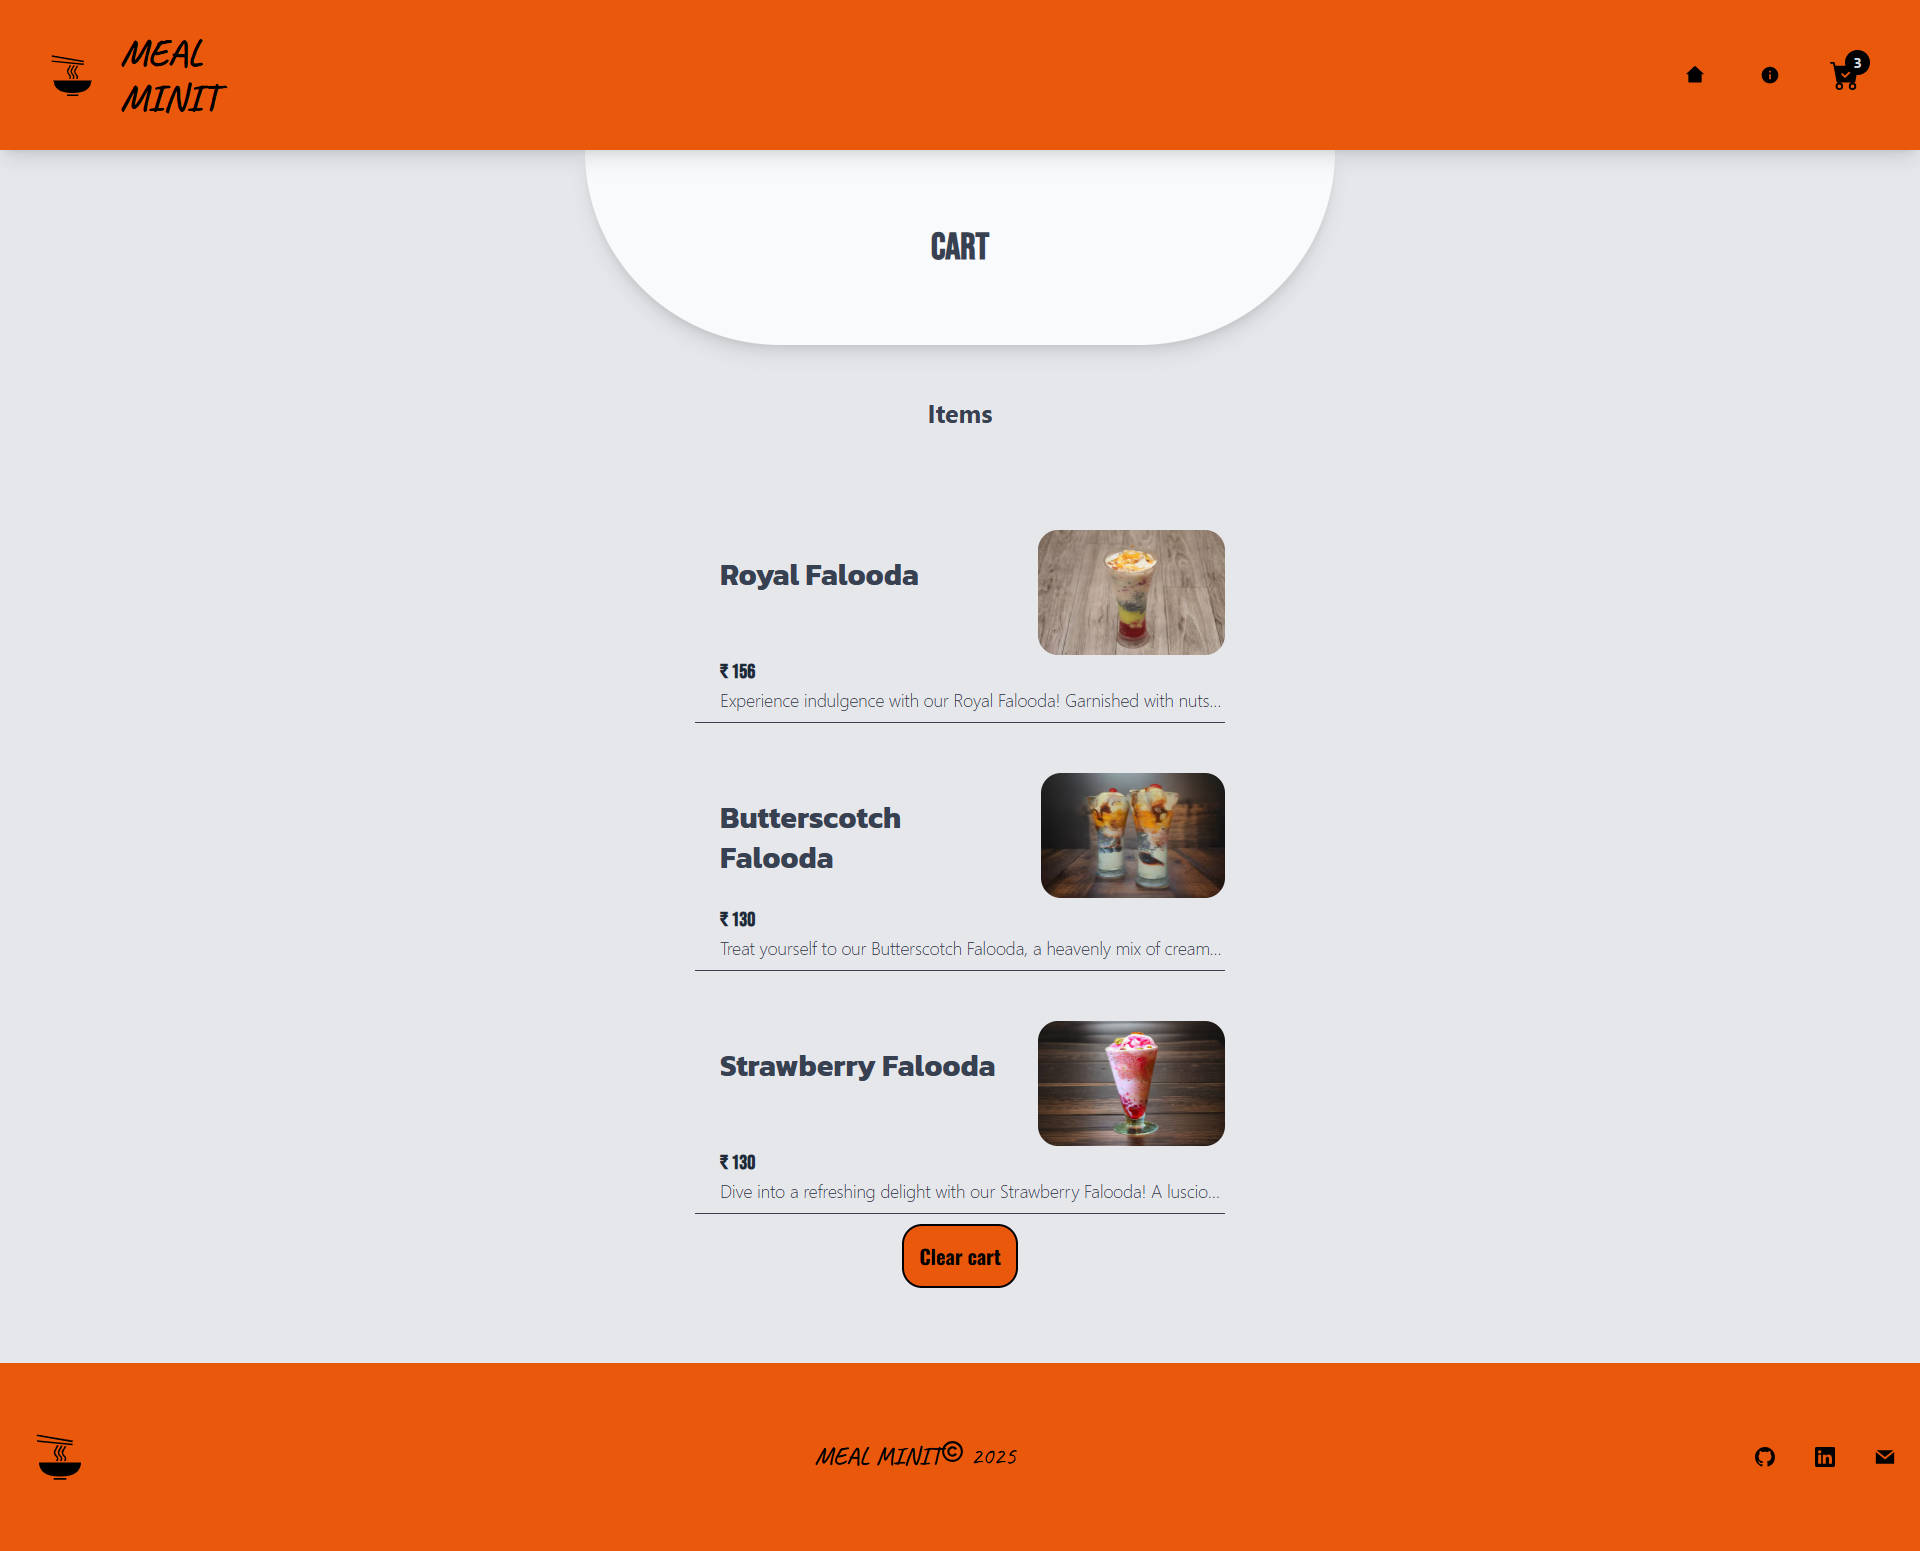 MEAL
MINIT
3
CART
Items
Royal Falooda
₹ 156
Experience indulgence with our Royal Falooda! Garnished with nuts...
Butterscotch
Falooda
₹ 130
Treat yourself to our Butterscotch Falooda, a heavenly mix of cream...
Strawberry Falooda
₹ 130
Dive into a refreshing delight with our Strawberry Falooda! A luscio...
Clear cart
MEAL MINIT© 2025